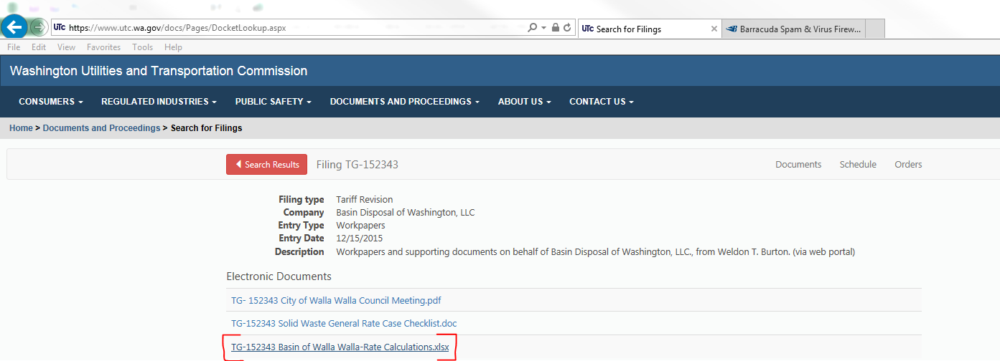 UTC https://www.utc.wa.gov/docs/Pages/DocketLookup.aspx
UTC Search for Filings
Barracuda Spam & Virus Firew...
File Edit View Favorites Tools Help
Washington Utilities and Transportation Commission
CONSUMERS REGULATED INDUSTRIES PUBLIC SAFETY DOCUMENTS AND PROCEEDINGS ABOUT US CONTACT US
Home > Documents and Proceedings > Search for Filings
Search Results Filing TG-152343 Documents Schedule Orders
Filing type Tariff Revision
Company Basin Disposal of Washington, LLC
Entry Type Workpapers
Entry Date 12/15/2015
Description Workpapers and supporting documents on behalf of Basin Disposal of Washington, LLC., from Weldon T. Burton. (via web portal)
Electronic Documents
TG- 152343 City of Walla Walla Council Meeting.pdf
TG-152343 Solid Waste General Rate Case Checklist.doc
TG-152343 Basin of Walla Walla-Rate Calculations.xlsx